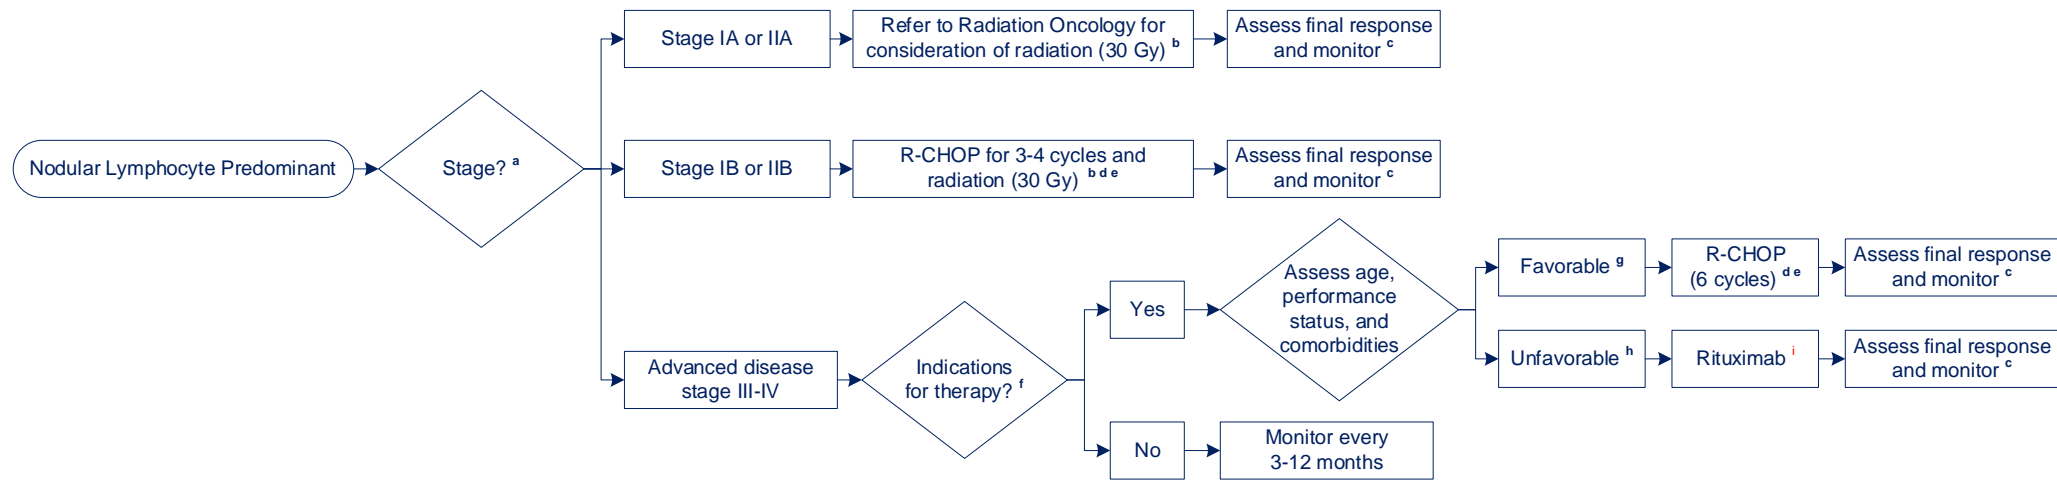 Nodular Lymphocyte Predominant
Stage? a
Stage IA or IIA
Refer to Radiation Oncology for
consideration of radiation (30 Gy) b
Assess final response
and monitor c
Stage IB or IIB
R-CHOP for 3-4 cycles and
radiation (30 Gy) b d e
Assess final response
and monitor c
Advanced disease
stage III-IV
Indications
for therapy? f
Yes
Assess age,
performance
status, and
comorbidities
Favorable g
R-CHOP
(6 cycles) d e
Assess final response
and monitor c
Unfavorable h
Rituximab i
Assess final response
and monitor c
No
Monitor every
3-12 months